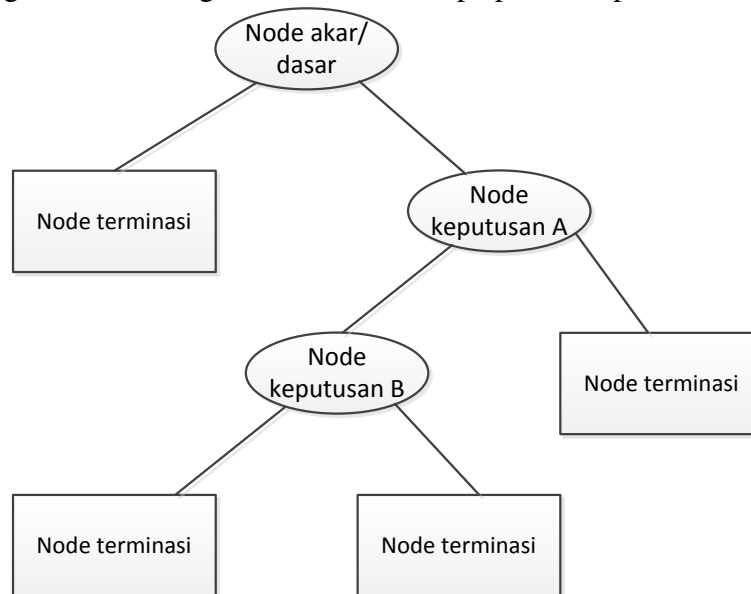 Node akar/
dasar
Node terminasi
Node
keputusan A
Node
keputusan B
Node terminasi
Node terminasi
Node terminasi